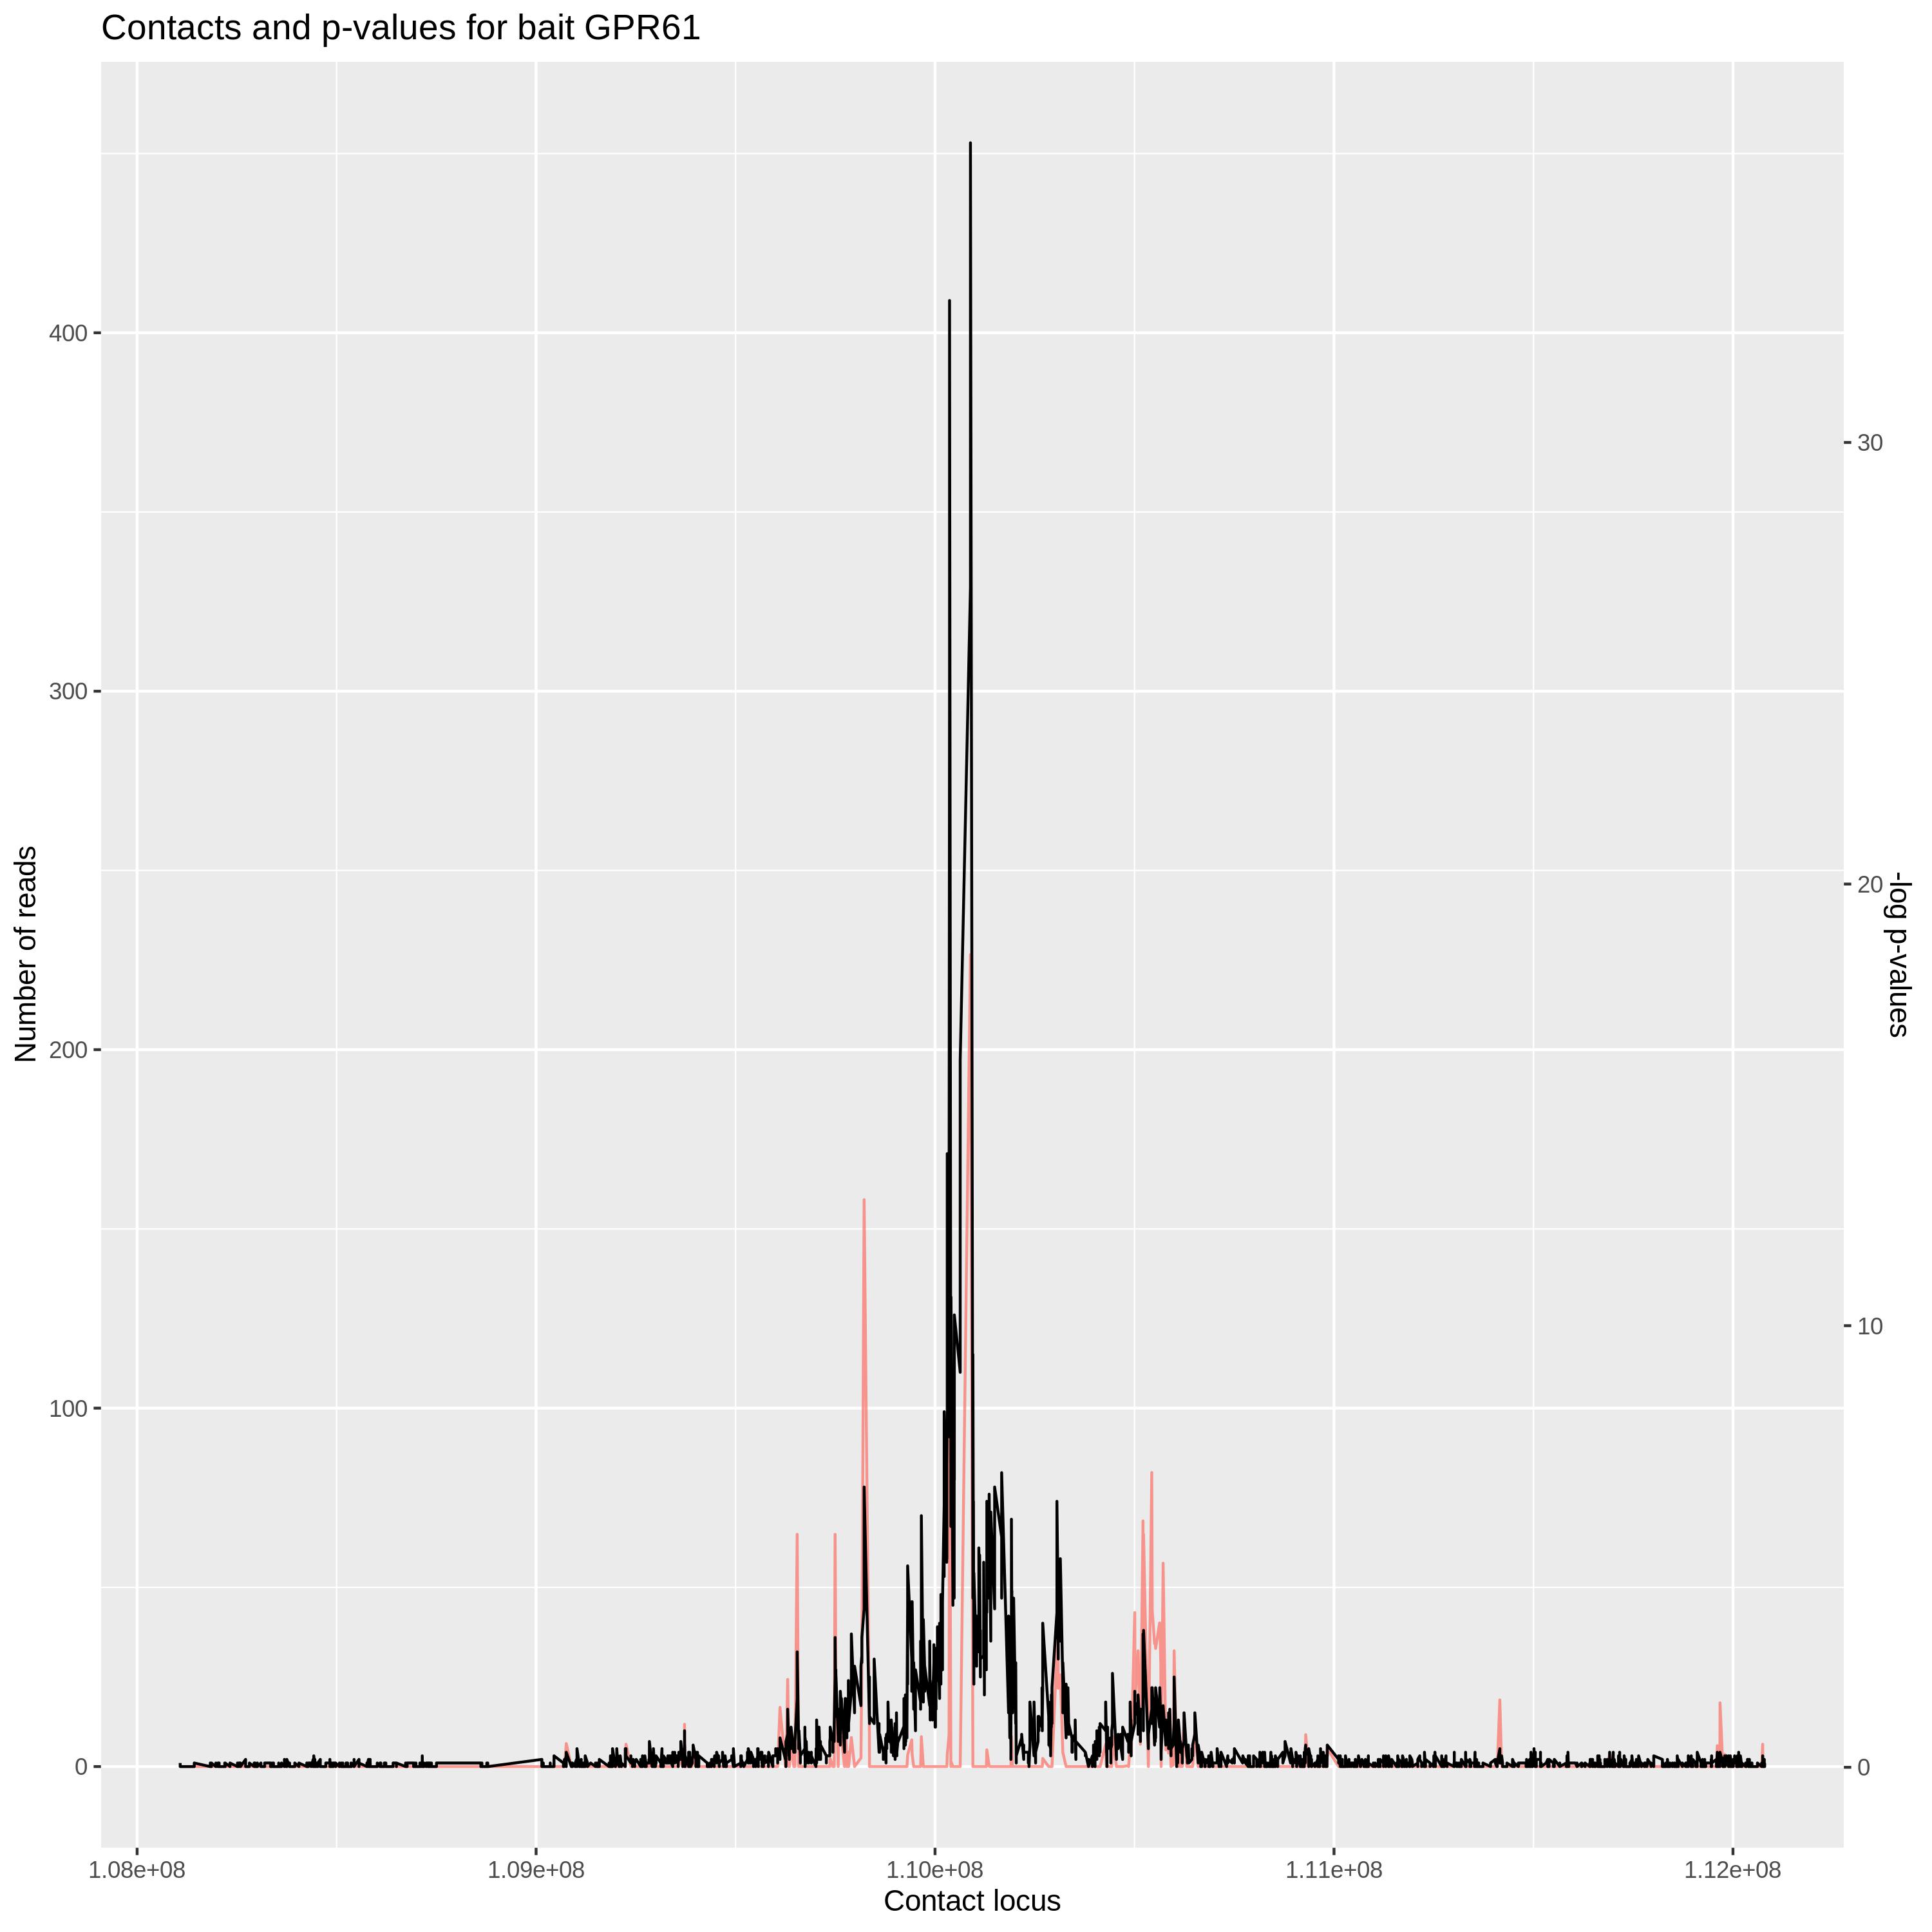 Contacts and p-values for bait GPR61
Number of reads
400
300
200
100
0
30
20
10
0
-log p-values
1.08e+08 1.09e+08 1.10e+08 1.11e+08 1.12e+08
Contact locus